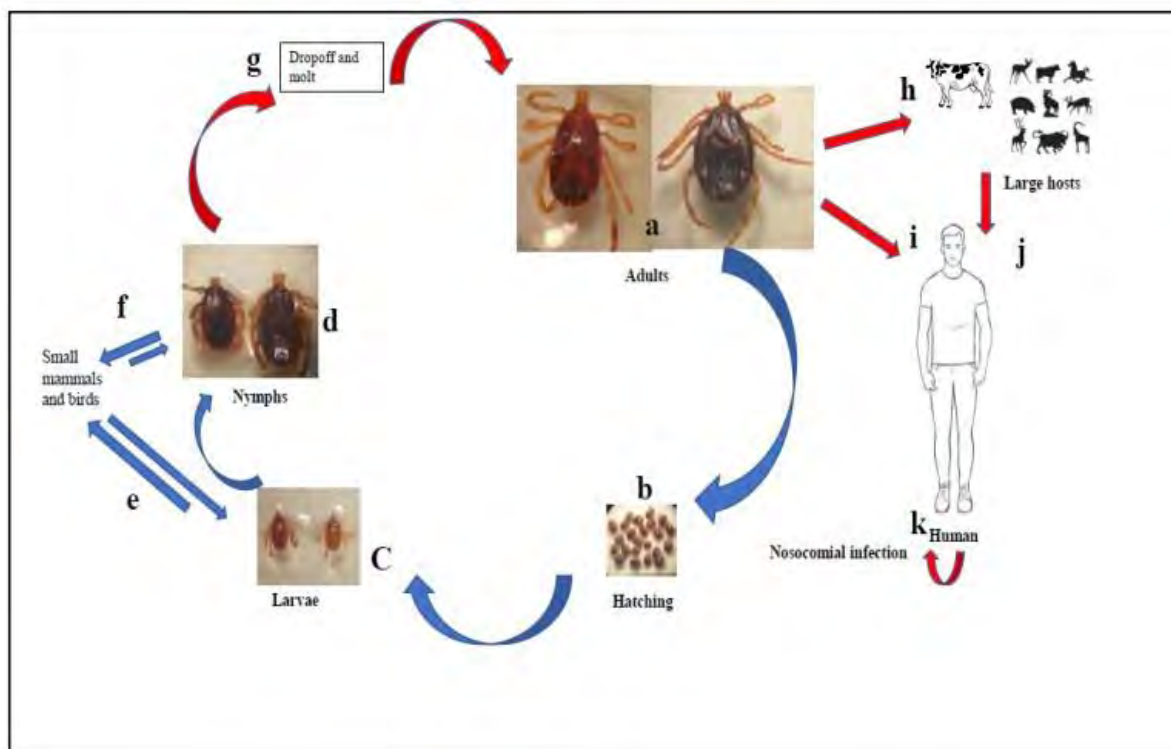 g
Dropoff and
molt
h
Large hosts
a
Adults
i
j
f
d
Small
mammals
and birds
Nymphs
e
b
C
k
Human
Nosocomial infection
Larvae
Hatching